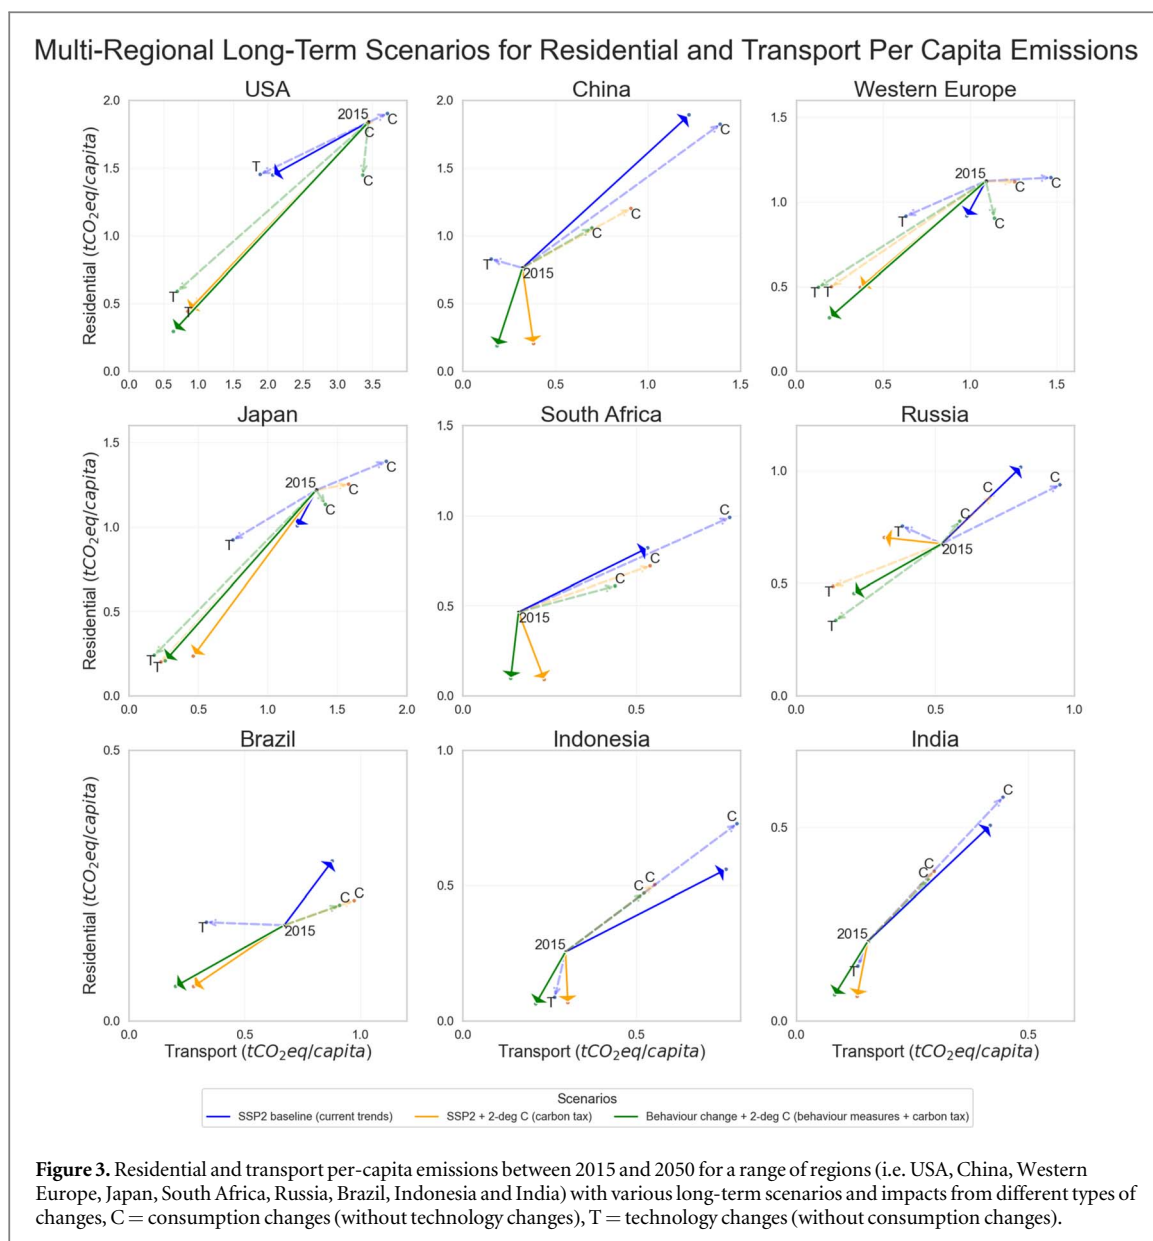 Multi-Regional Long-Term Scenarios for Residential and Transport Per Capita Emissions
USA
China
Western Europe
Residential (tCO₂eq/capita)
2.0
1.5
1.0
0.5
0.0
0.0 0.5 1.0 1.5 2.0 2.5 3.0 3.5
2015
C
C
C
T
T
T
2.0
1.5
1.0
0.5
0.0
0.0 0.5 1.0 1.5
C
C
C
T
2015
1.5
1.0
0.5
0.0
0.0 0.5 1.0 1.5
2015
C
C
C
T
T
T
Japan
South Africa
Russia
Residential (tCO₂eq/capita)
1.5
1.0
0.5
0.0
0.0 0.5 1.0 1.5 2.0
2015
C
C
C
T
T
T
1.5
1.0
0.5
0.0
0.0 0.5
C
C
C
2015
1.0
0.5
0.0
0.0 0.5 1.0
C
C
C
T
2015
T
T
Brazil
Indonesia
India
Residential (tCO₂eq/capita)
0.5
0.0
0.0 0.5 1.0
C C
T
2015
1.0
0.5
0.0
0.0 0.5
C
C C
2015
T
0.5
0.0
0.0 0.5
C
C
C
2015
T
Transport (tCO₂eq/capita)
Transport (tCO₂eq/capita)
Transport (tCO₂eq/capita)
Scenarios
SSP2 baseline (current trends) SSP2 + 2-deg C (carbon tax) Behaviour change + 2-deg C (behaviour measures + carbon tax)
Figure 3. Residential and transport per-capita emissions between 2015 and 2050 for a range of regions (i.e. USA, China, Western
Europe, Japan, South Africa, Russia, Brazil, Indonesia and India) with various long-term scenarios and impacts from different types of
changes, C = consumption changes (without technology changes), T = technology changes (without consumption changes).